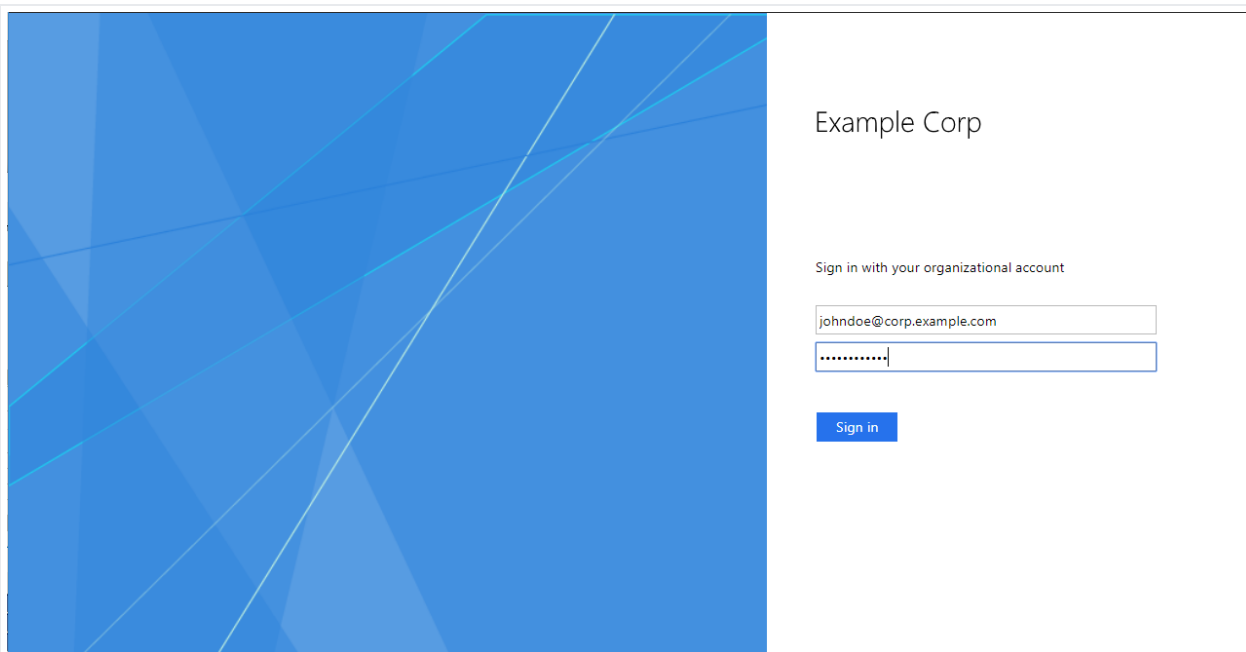 Example Corp
Sign in with your organizational account
johndoe@corp.example.com
••••••••••••
Sign in